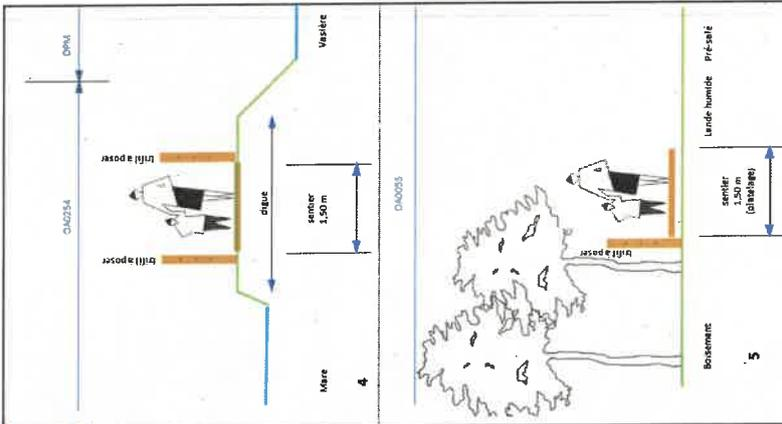 OA0254
DPM
trifil à poser
trifil à poser
digue
sentier
1,50 m
Mare
Vasière
4
OA0055
trifil à poser
sentier
1,50 m
(platelage)
Boisement
Lande humide
Pré-salé
5